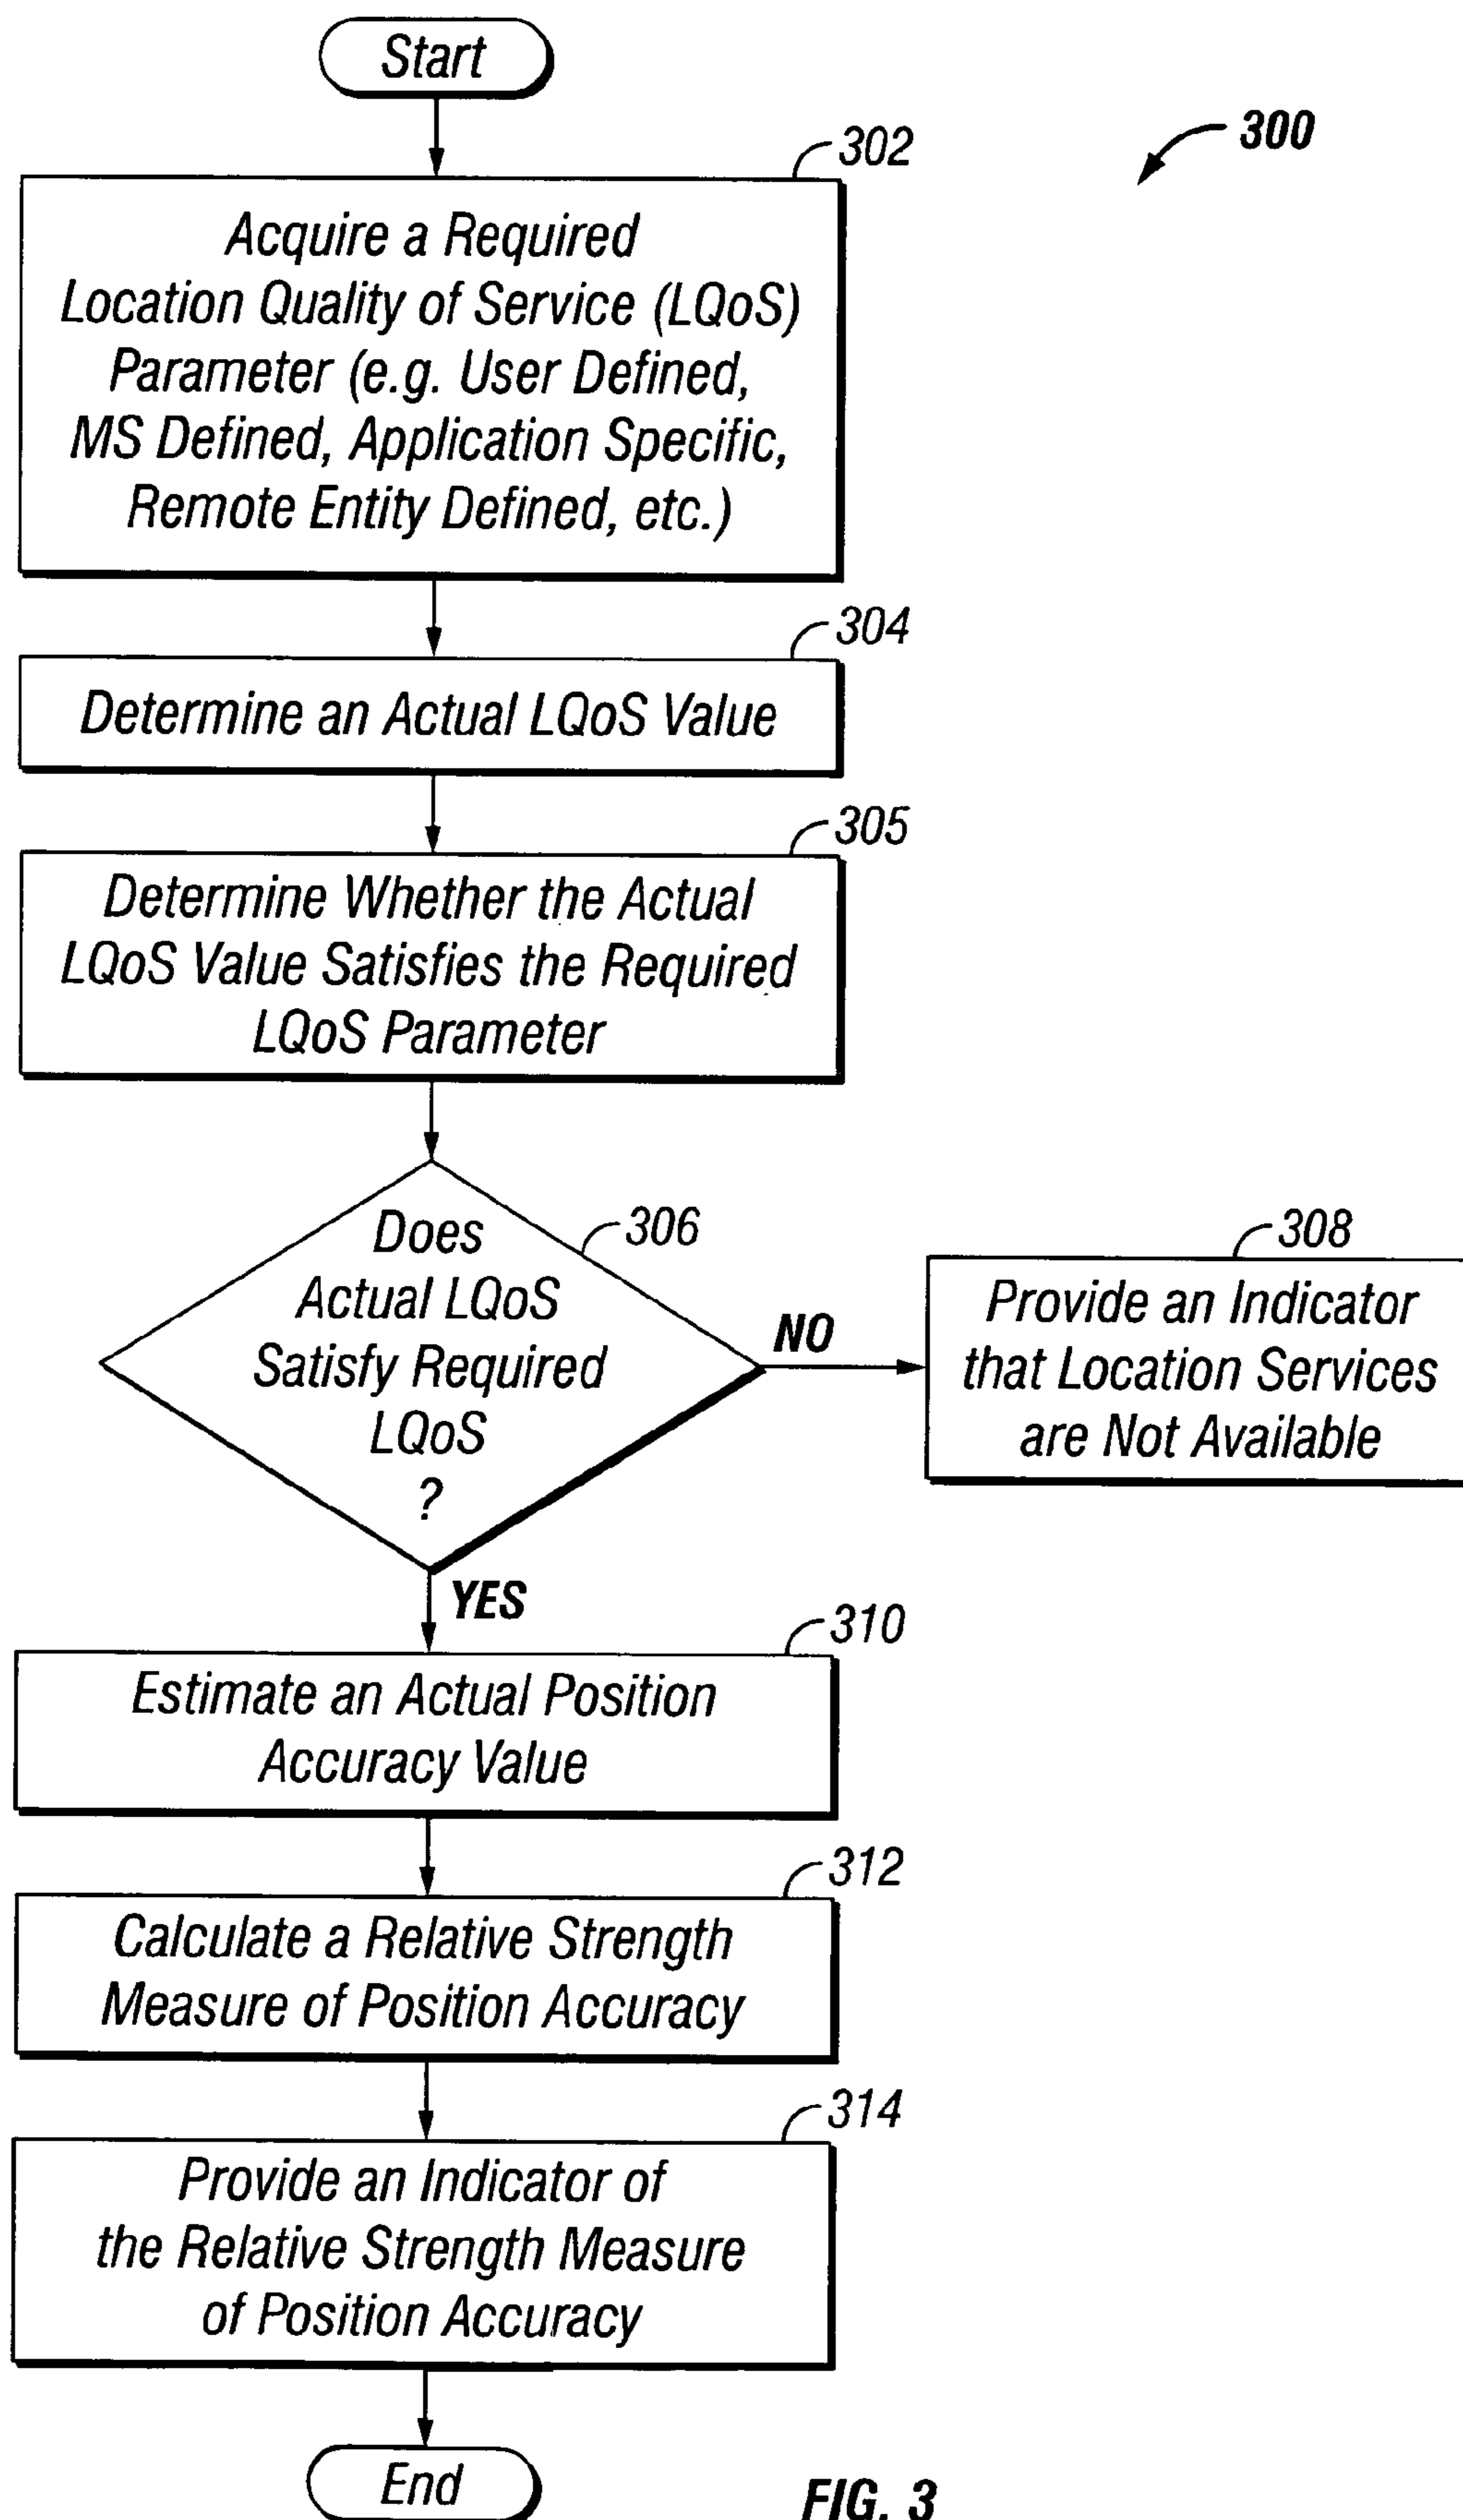 Start
300
302
Acquire a Required
Location Quality of Service (LQoS)
Parameter (e.g. User Defined,
MS Defined, Application Specific,
Remote Entity Defined, etc.)
304
Determine an Actual LQoS Value
305
Determine Whether the Actual
LQoS Value Satisfies the Required
LQoS Parameter
306
Does
Actual LQoS
Satisfy Required
LQoS
?
NO
308
Provide an Indicator
that Location Services
are Not Available
YES
310
Estimate an Actual Position
Accuracy Value
312
Calculate a Relative Strength
Measure of Position Accuracy
314
Provide an Indicator of
the Relative Strength Measure
of Position Accuracy
End
FIG. 3